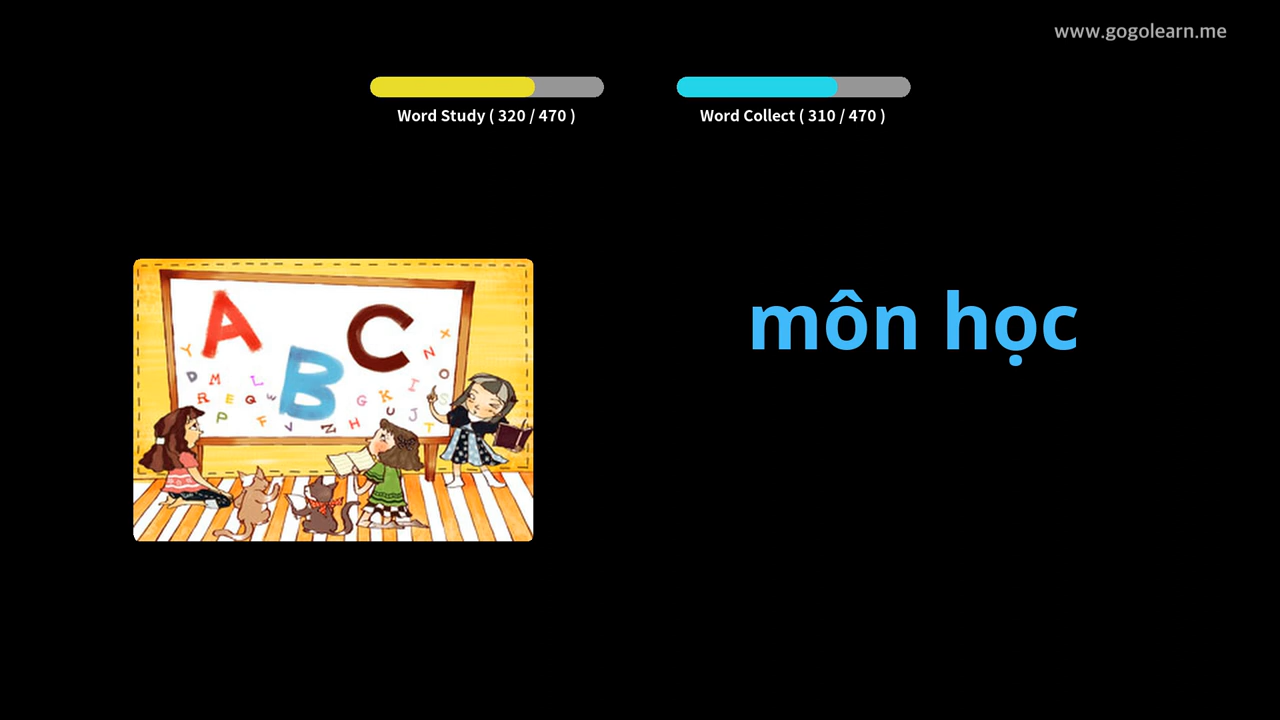 www.gogolearn.me
Word Study ( 320 / 470 )
Word Collect ( 310 / 470 )
môn học
A
B
C
Y
X
N
D M L
O
I
R E Q W
G K
S
P
F
V
Z
H
U
J
T